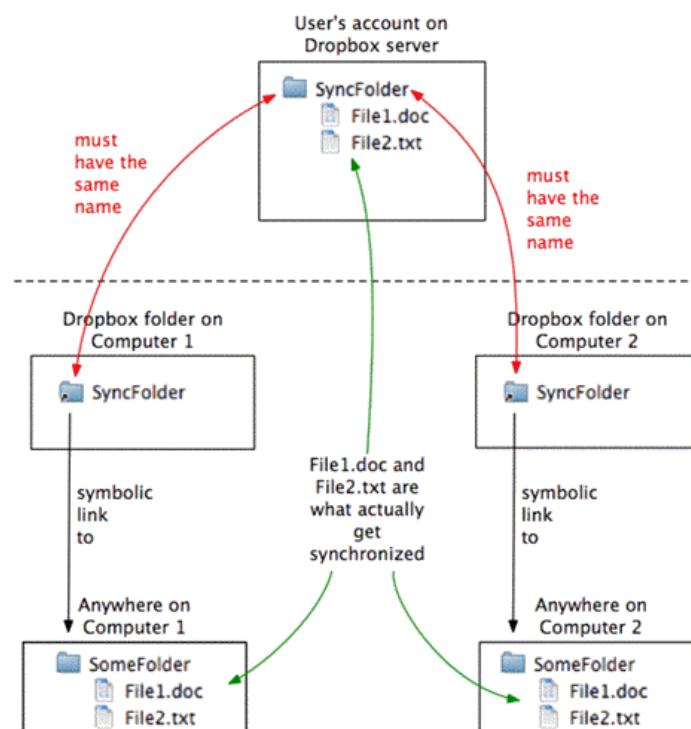 User's account on
Dropbox server
SyncFolder
File1.doc
File2.txt
must
have the
same
name
must
have the
same
name
Dropbox folder on
Computer 1
SyncFolder
Dropbox folder on
Computer 2
SyncFolder
symbolic
link
to
File1.doc and
File2.txt are
what actually
get
synchronized
symbolic
link
to
Anywhere on
Computer 1
SomeFolder
File1.doc
File2.txt
Anywhere on
Computer 2
SomeFolder
File1.doc
File2.txt